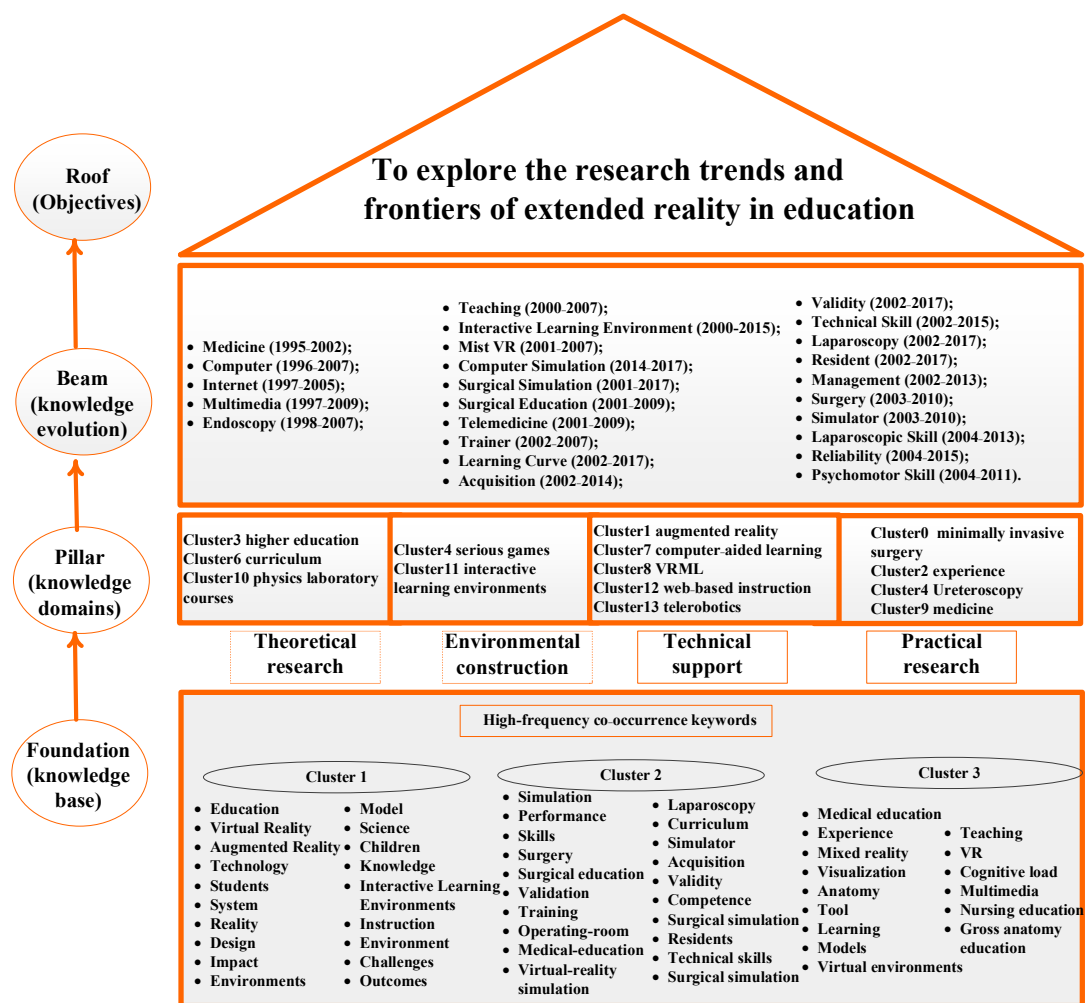 To explore the research trends and
frontiers of extended reality in education
Roof
(Objectives)
Beam
(knowledge
evolution)
• Medicine (1995-2002);
• Computer (1996-2007);
• Internet (1997-2005);
• Multimedia (1997-2009);
• Endoscopy (1998-2007);
• Teaching (2000-2007);
• Interactive Learning Environment (2000-2015);
• Mist VR (2001-2007);
• Computer Simulation (2014-2017);
• Surgical Simulation (2001-2017);
• Surgical Education (2001-2009);
• Telemedicine (2001-2009);
• Trainer (2002-2007);
• Learning Curve (2002-2017);
• Acquisition (2002-2014);
• Validity (2002-2017);
• Technical Skill (2002-2015);
• Laparoscopy (2002-2017);
• Resident (2002-2017);
• Management (2002-2013);
• Surgery (2003-2010);
• Simulator (2003-2010);
• Laparoscopic Skill (2004-2013);
• Reliability (2004-2015);
• Psychomotor Skill (2004-2011).
Pillar
(knowledge
domains)
Cluster3 higher education
Cluster6 curriculum
Cluster10 physics laboratory
courses
Cluster4 serious games
Cluster11 interactive
learning environments
Cluster1 augmented reality
Cluster7 computer-aided learning
Cluster8 VRML
Cluster12 web-based instruction
Cluster13 telerobotics
Cluster0 minimally invasive
surgery
Cluster2 experience
Cluster4 Ureteroscopy
Cluster9 medicine
Theoretical
research
Environmental
construction
Technical
support
Practical
research
Foundation
(knowledge
base)
High-frequency co-occurrence keywords
Cluster 1
• Education
• Virtual Reality
• Augmented Reality
• Technology
• Students
• System
• Reality
• Design
• Impact
• Environments
• Model
• Science
• Children
• Knowledge
• Interactive Learning
Environments
• Instruction
• Environment
• Challenges
• Outcomes
Cluster 2
• Simulation
• Performance
• Skills
• Surgery
• Surgical education
• Validation
• Training
• Operating-room
• Medical-education
• Virtual-reality
simulation
• Laparoscopy
• Curriculum
• Simulator
• Acquisition
• Validity
• Competence
• Surgical simulation
• Residents
• Technical skills
• Surgical simulation
Cluster 3
• Medical education
• Experience
• Mixed reality
• Visualization
• Anatomy
• Tool
• Learning
• Models
• Virtual environments
• Teaching
• VR
• Cognitive load
• Multimedia
• Nursing education
• Gross anatomy
education